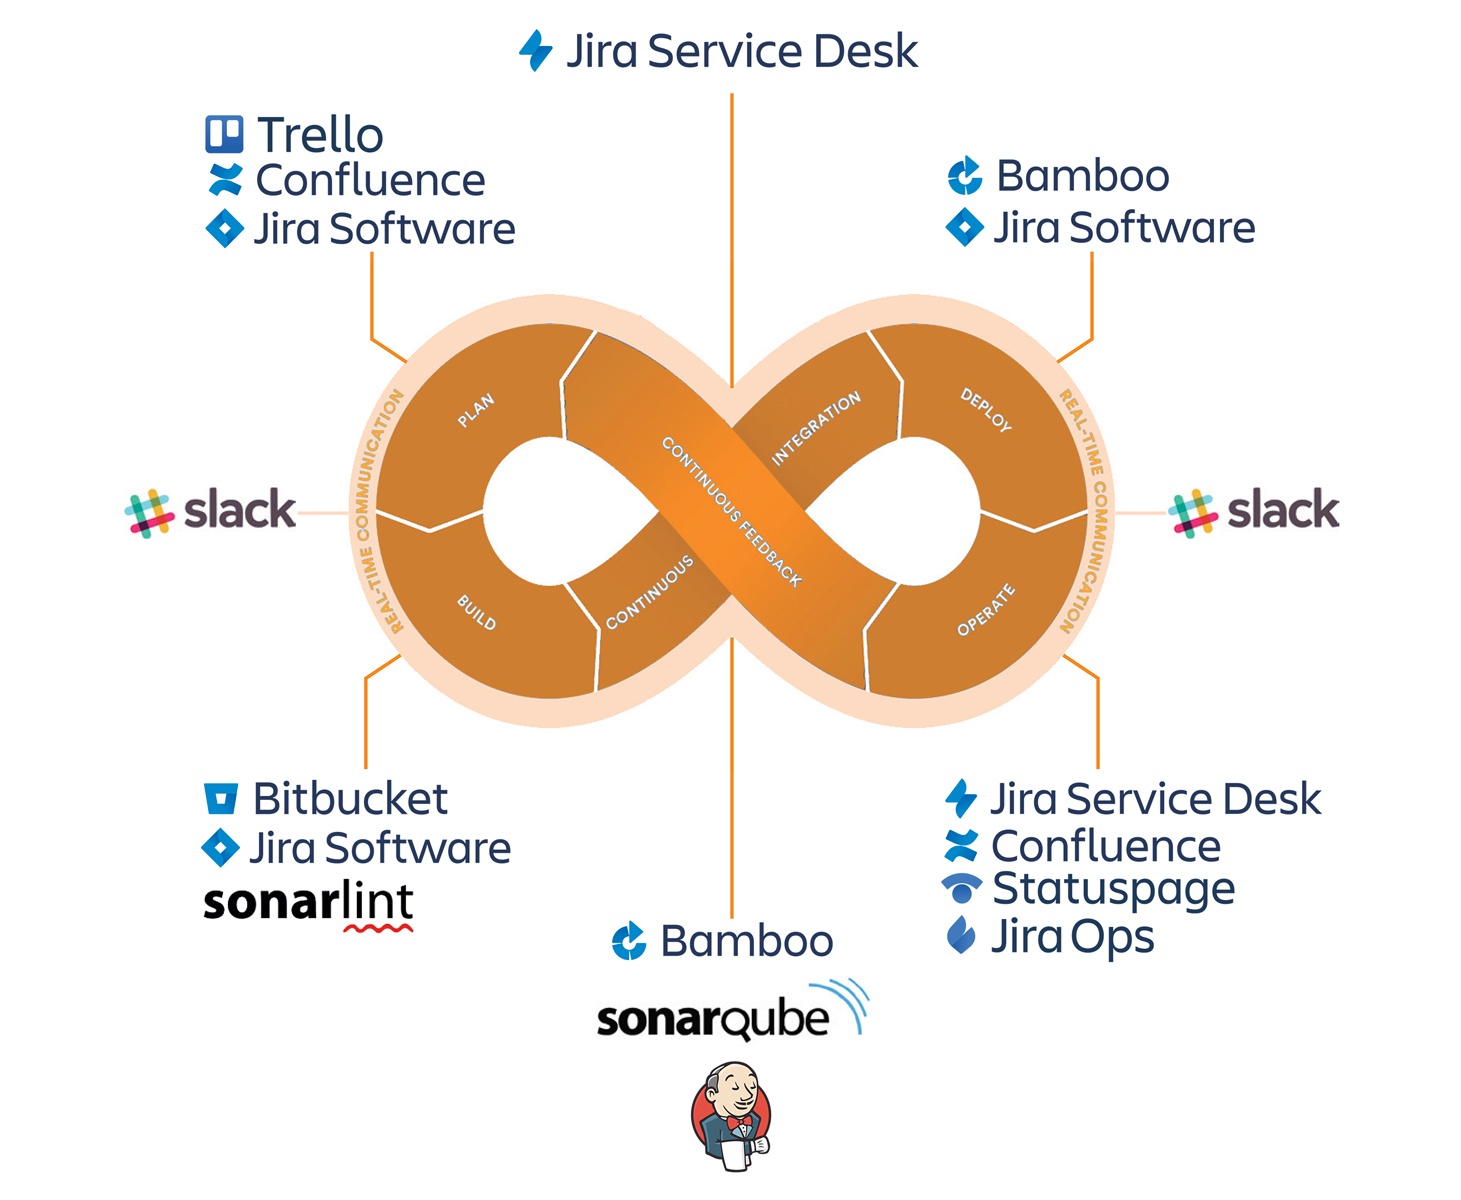 Jira Service Desk
Trello
Confluence
Jira Software
Bamboo
Jira Software
PLAN
CONTINUOUS FEEDBACK
INTEGRATION
DEPLOY
REAL-TIME COMMUNICATION
REAL-TIME COMMUNICATION
slack
slack
BUILD
CONTINUOUS
OPERATE
Bitbucket
Jira Software
sonarlint
Jira Service Desk
Confluence
Statuspage
Jira Ops
Bamboo
sonarqube